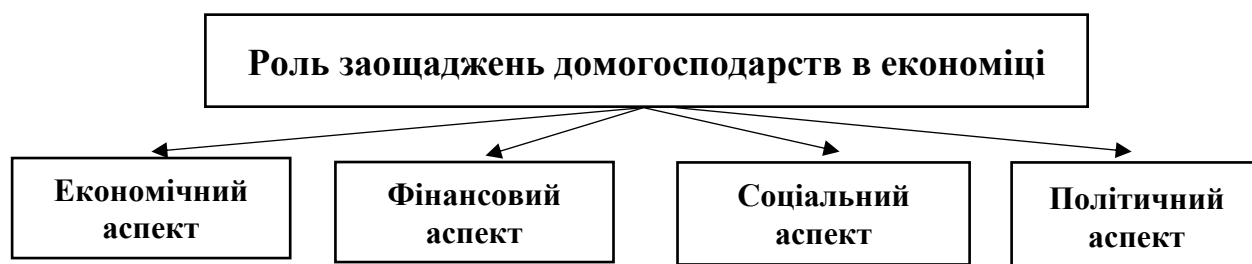 Роль заощаджень домогосподарств в економіці
Економічний
аспект
Фінансовий
аспект
Соціальний
аспект
Політичний
аспект